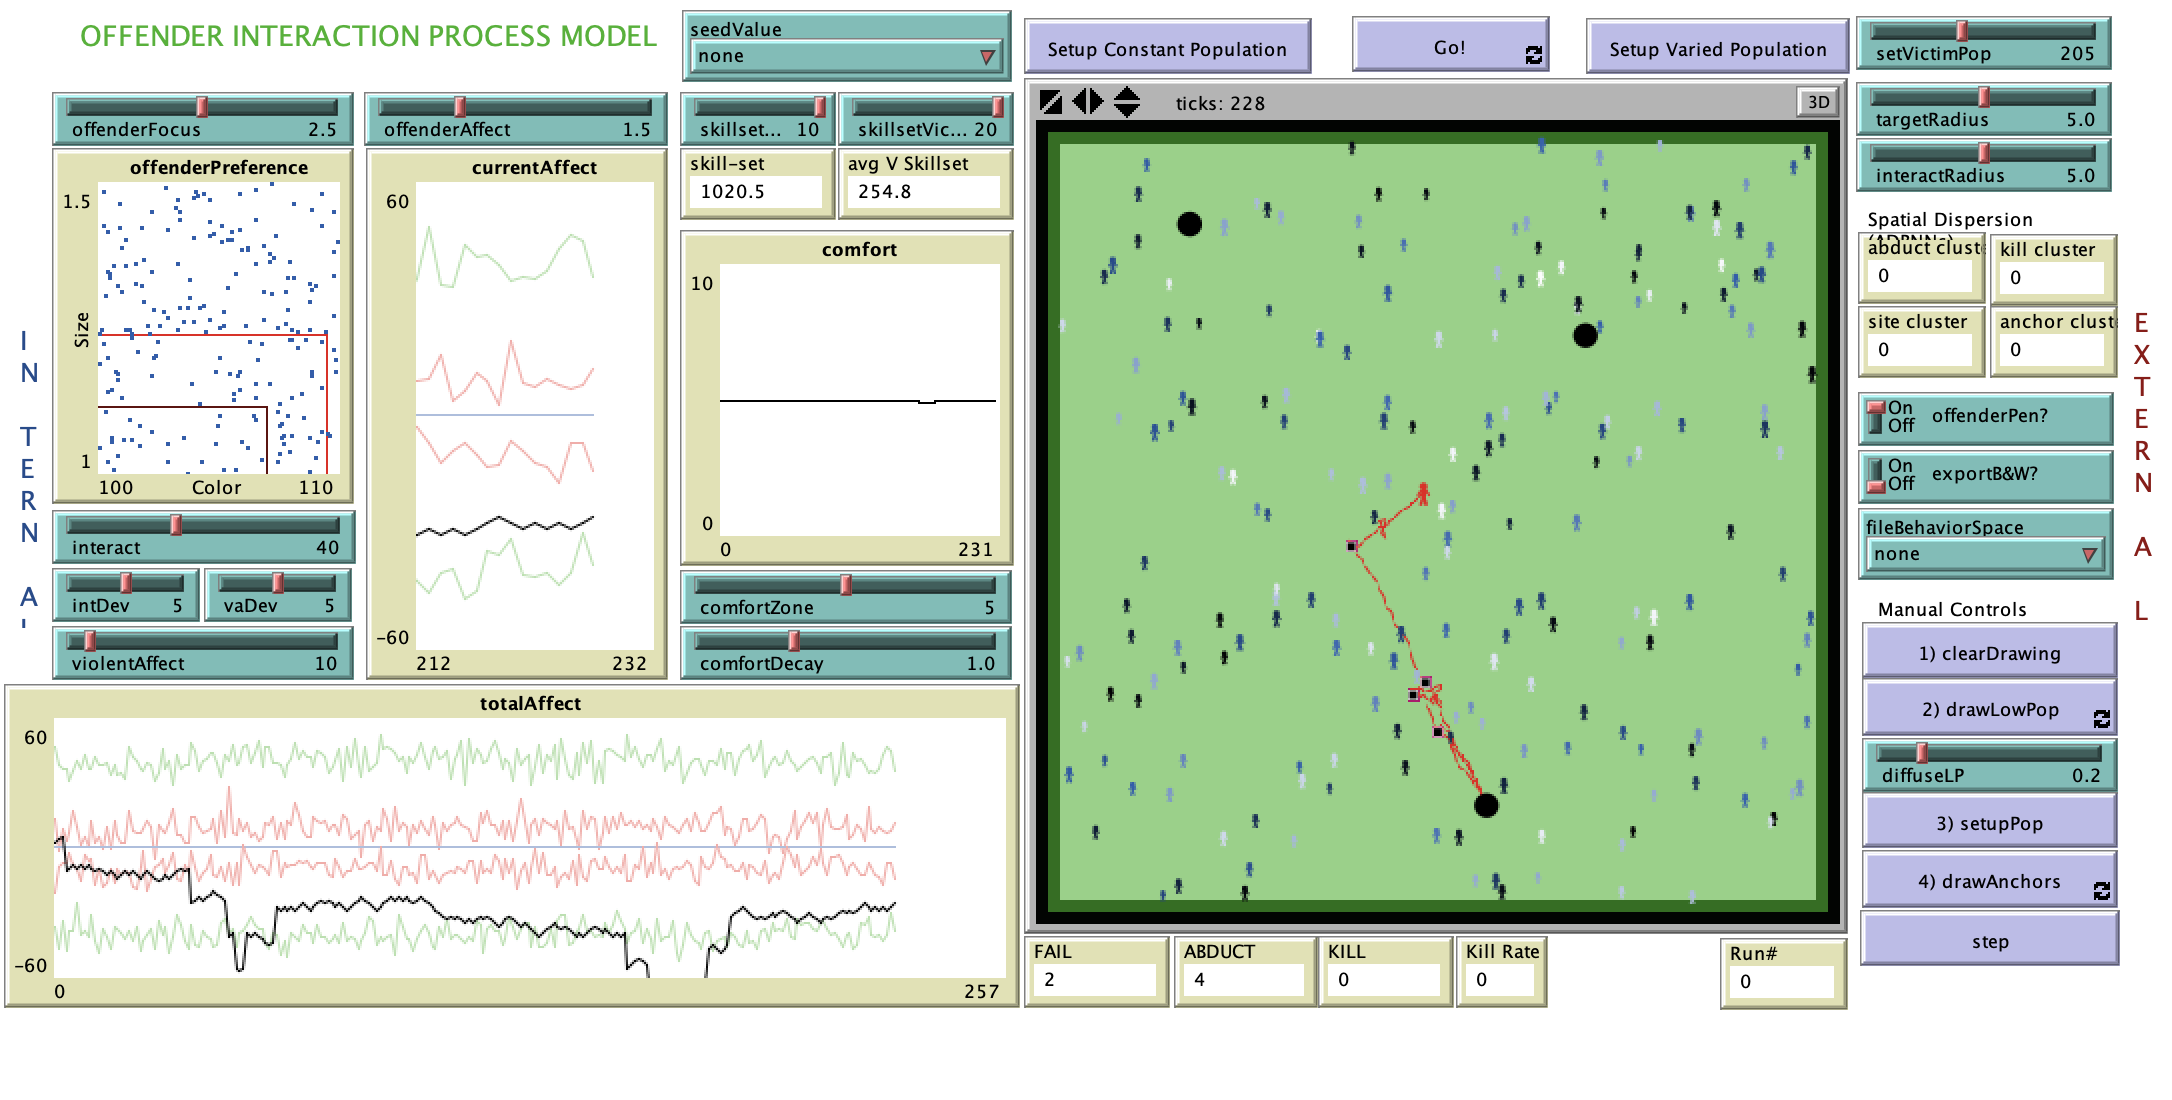 OFFENDER INTERACTION PROCESS MODEL
seedValue
none
Setup Constant Population
Go!
Setup Varied Population
setVictimPop 205
offenderFocus 2.5
offenderAffect 1.5
skillset... 10
skillsetVic... 20
ticks: 228
3D
targetRadius 5.0
interactRadius 5.0
offenderPreference
1.5
Size
1
100 Color 110
currentAffect
60
-60
212 232
skill-set
1020.5
avg V Skillset
254.8
comfort
10
0
0 231
Spatial Dispersion
abduct clust
0
kill cluster
0
site cluster
0
anchor clust
0
On
Off
offenderPen?
On
Off
exportB&W?
fileBehaviorSpace
none
INTERNA
EXTERNAL
interact 40
intDev 5
vaDev 5
violentAffect 10
comfortZone 5
comfortDecay 1.0
Manual Controls
1) clearDrawing
2) drawLowPop
diffuseLP 0.2
3) setupPop
4) drawAnchors
step
totalAffect
60
-60
0 257
FAIL
2
ABDUCT
4
KILL
0
Kill Rate
0
Run#
0